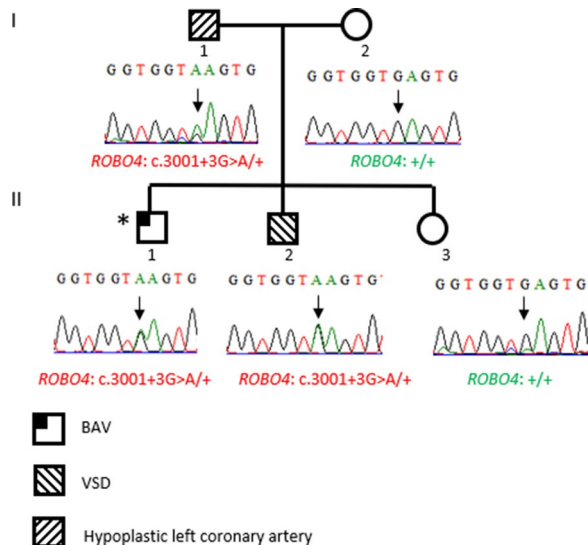 I
1
2
G G T G G T A A G T G
G G T G G T G A G T G
ROBO4: c.3001+3G>A/+
ROBO4: +/+
II
*
1
2
3
G G T G G T A A G T G
G G T G G T A A G T G
G G T G G T G A G T G
ROBO4: c.3001+3G>A/+
ROBO4: c.3001+3G>A/+
ROBO4: +/+
BAV
VSD
Hypoplastic left coronary artery